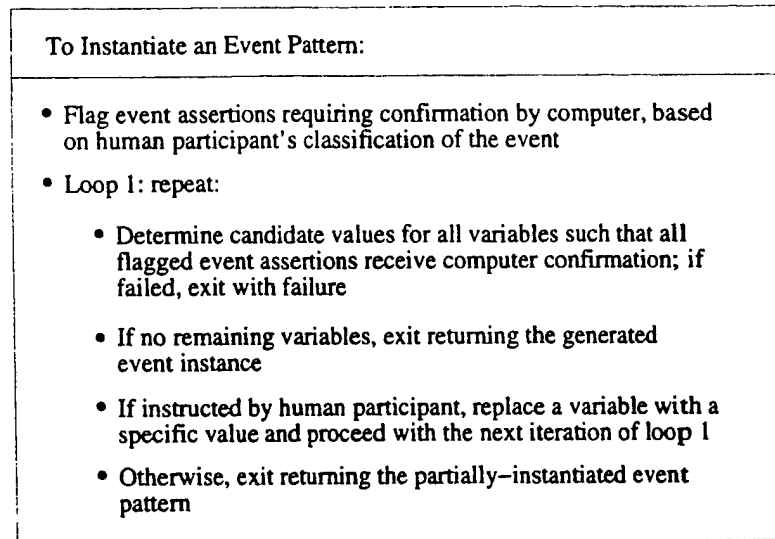 To Instantiate an Event Pattern:
• Flag event assertions requiring confirmation by computer, based
on human participant's classification of the event
• Loop 1: repeat:
• Determine candidate values for all variables such that all
flagged event assertions receive computer confirmation; if
failed, exit with failure
• If no remaining variables, exit returning the generated
event instance
• If instructed by human participant, replace a variable with a
specific value and proceed with the next iteration of loop 1
• Otherwise, exit returning the partially–instantiated event
pattern